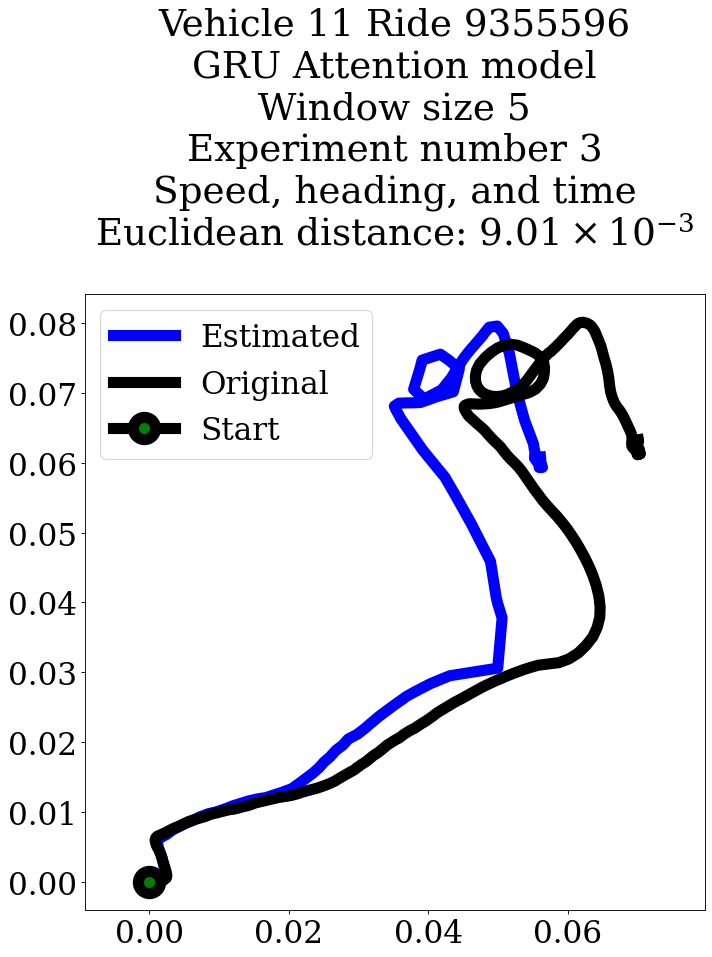 Vehicle 11 Ride 9355596
GRU Attention model
Window size 5
Experiment number 3
Speed, heading, and time
Euclidean distance: 9.01 × 10⁻³
Estimated
Original
Start
0.08
0.07
0.06
0.05
0.04
0.03
0.02
0.01
0.00
0.00 0.02 0.04 0.06